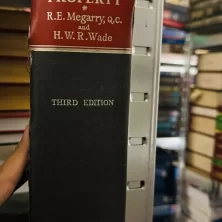 PROPERTY
*
R.E. Megarry, Q.C.
and
H.W.R. Wade
THIRD EDITION